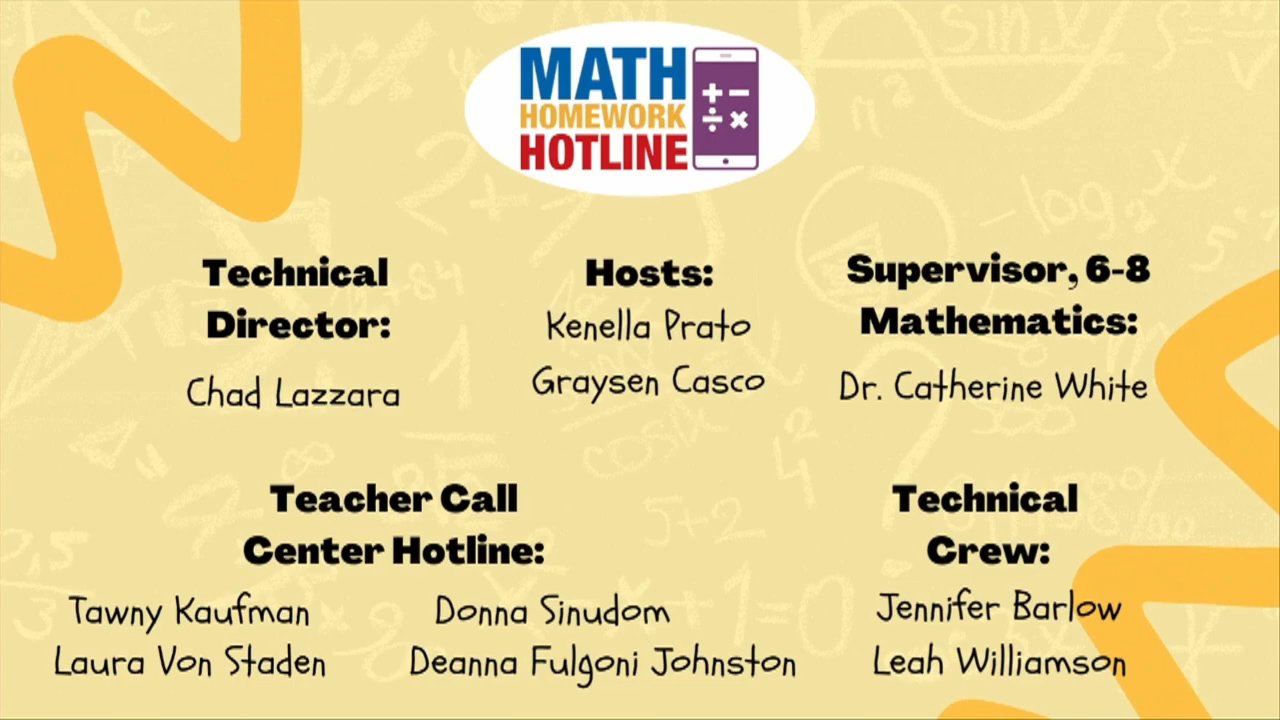 MATH
HOMEWORK
HOTLINE
Technical
Director:
Chad Lazzara
Hosts:
Kenella Prato
Graysen Casco
Supervisor, 6-8
Mathematics:
Dr. Catherine White
Teacher Call
Center Hotline:
Tawny Kaufman
Donna Sinudom
Laura Von Staden
Deanna Fulgoni Johnston
Technical
Crew:
Jennifer Barlow
Leah Williamson